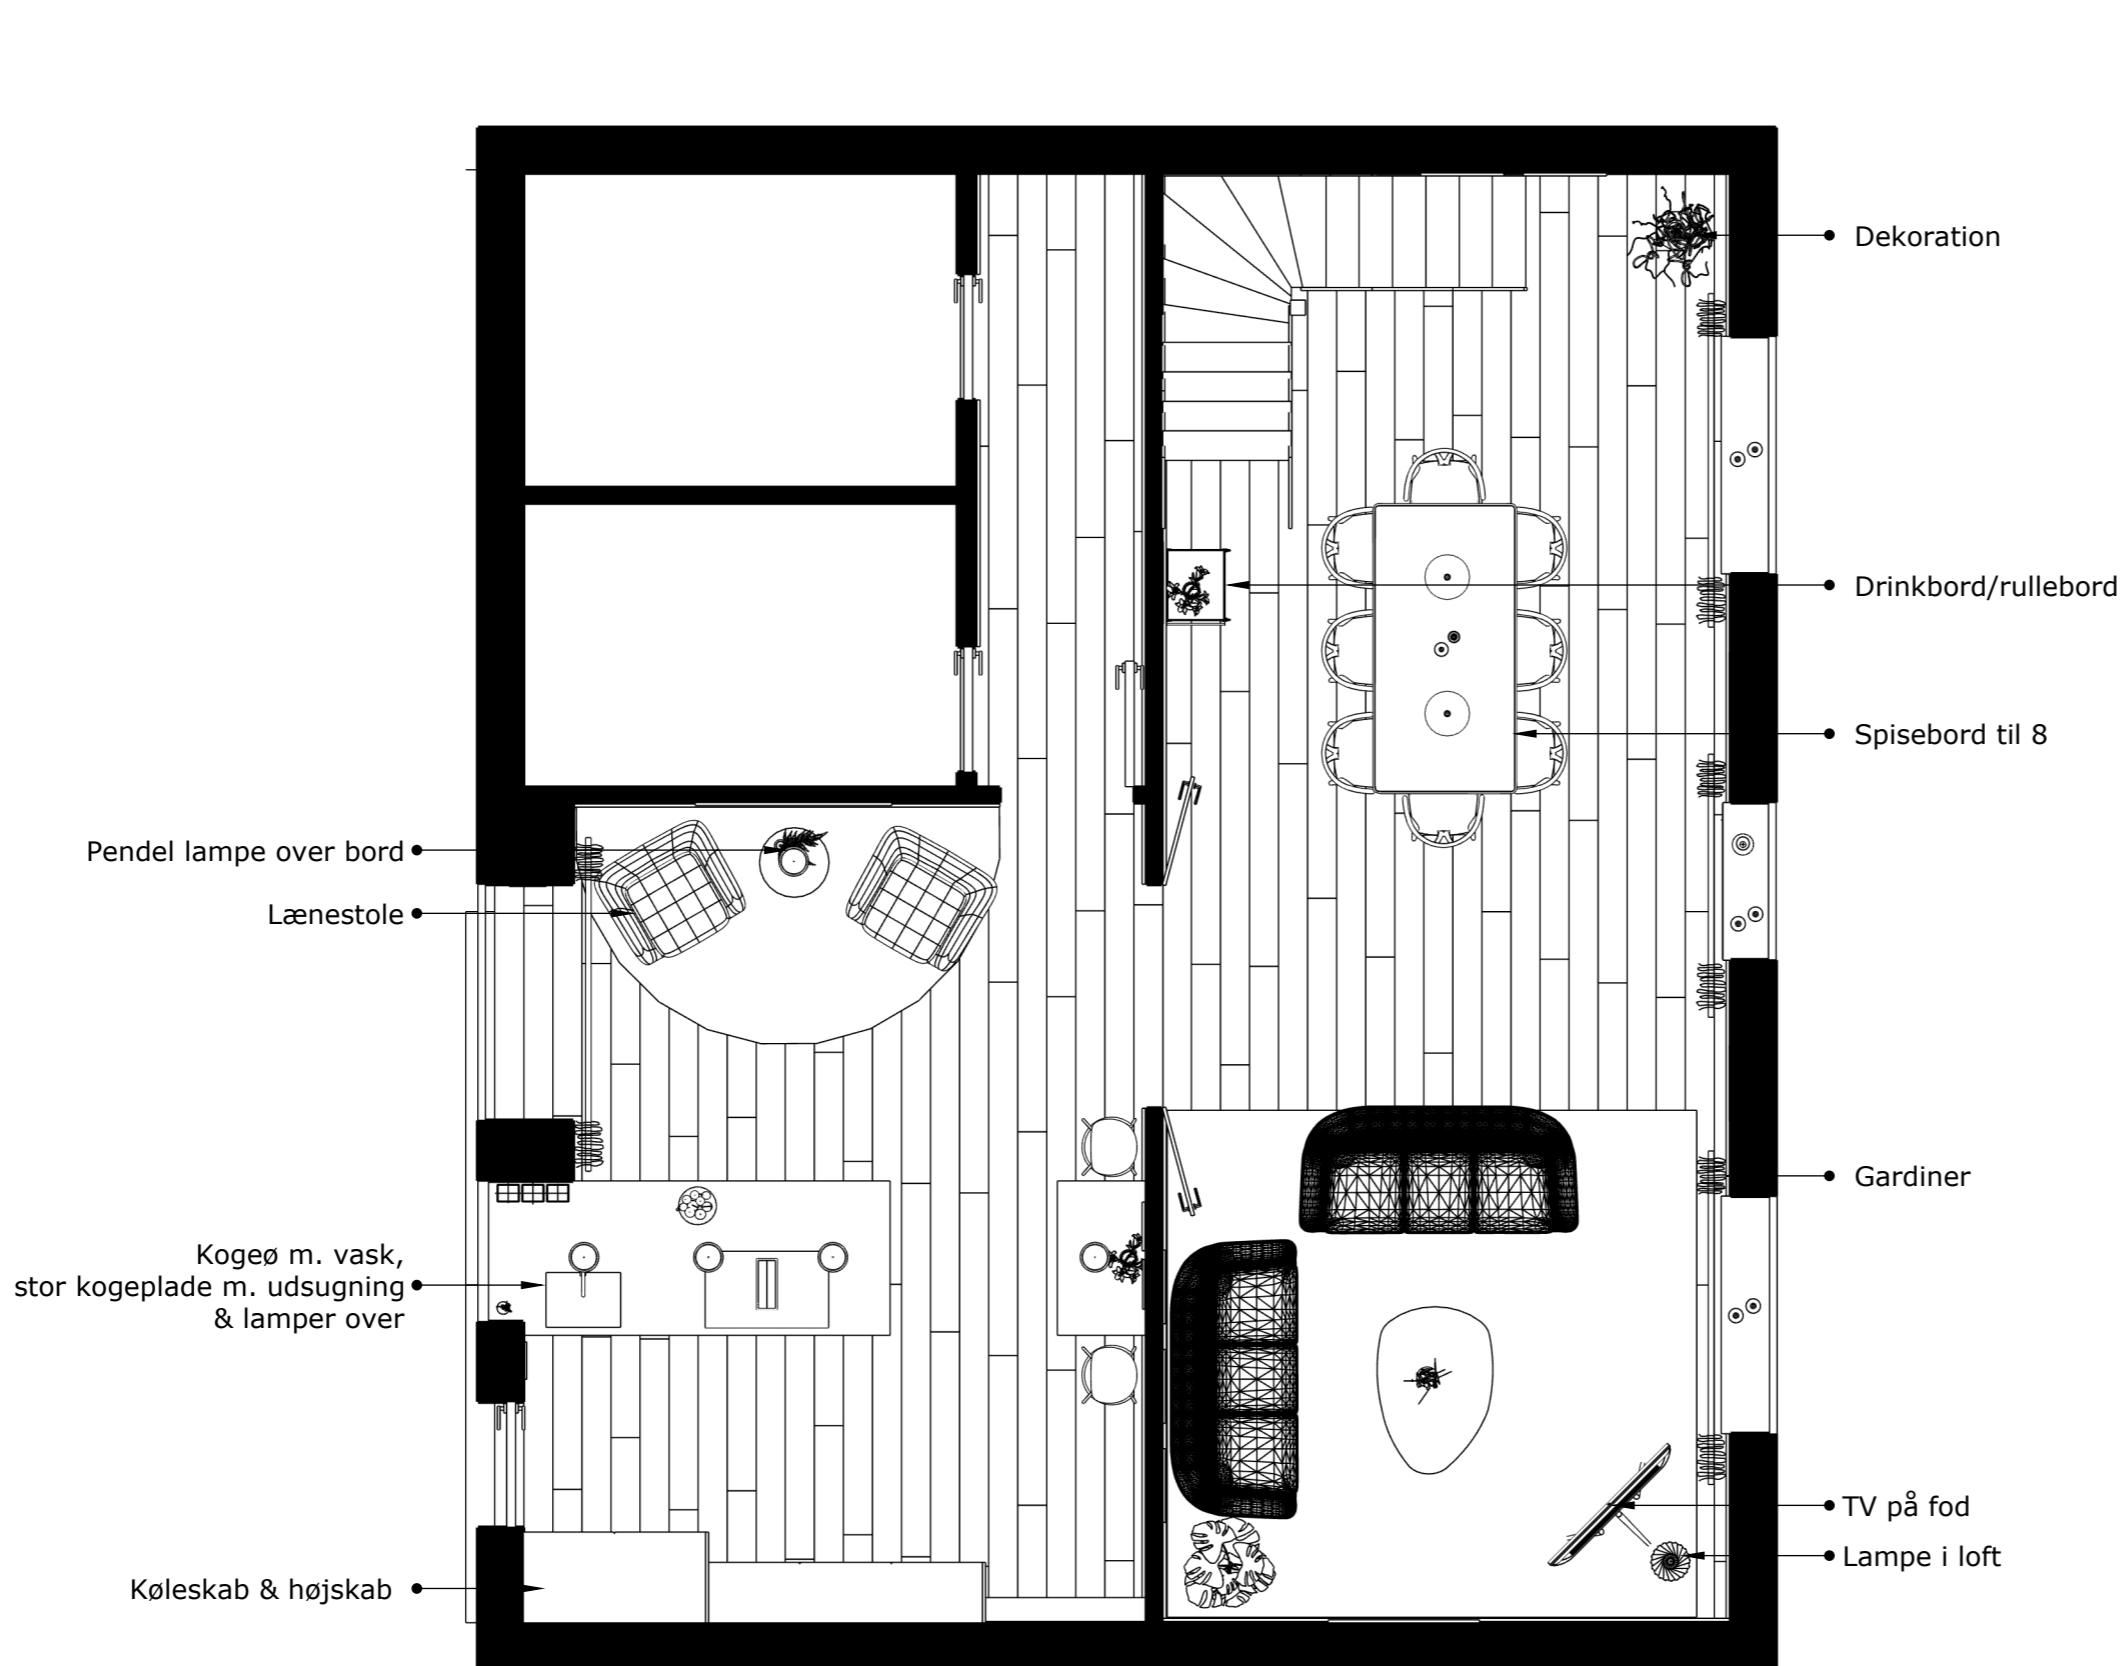 Dekoration
Drinkbord/rullebord
Spisebord til 8
Pendel lampe over bord
Lænestole
Gardiner
Kogeø m. vask,
stor kogeplade m. udsugning
& lamper over
TV på fod
Lampe i loft
Køleskab & højskab